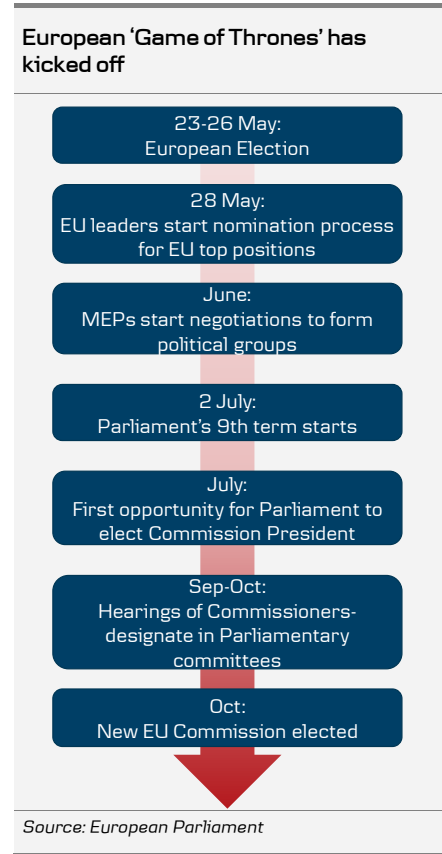 European ‘Game of Thrones’ has
kicked off
23-26 May:
European Election
28 May:
EU leaders start nomination process
for EU top positions
June:
MEPs start negotiations to form
political groups
2 July:
Parliament’s 9th term starts
July:
First opportunity for Parliament to
elect Commission President
Sep-Oct:
Hearings of Commissioners-
designate in Parliamentary
committees
Oct:
New EU Commission elected
Source: European Parliament